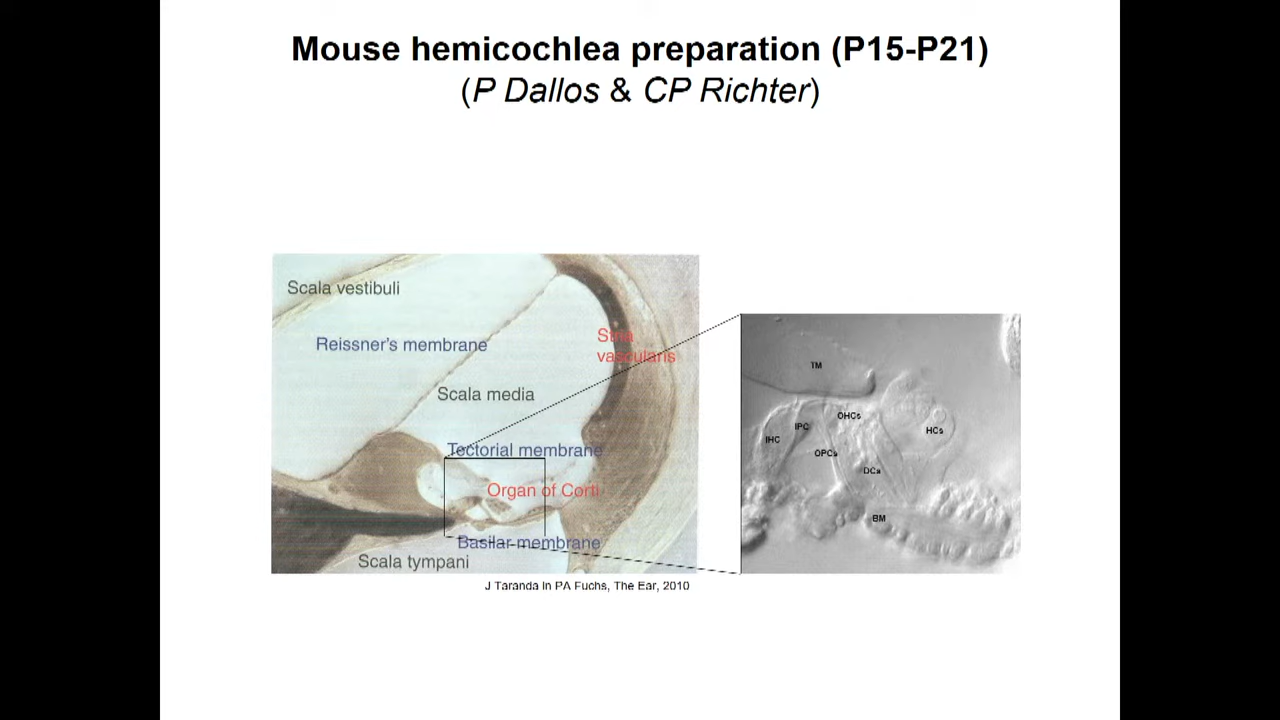 Mouse hemicochlea preparation (P15-P21)
(P Dallos & CP Richter)
Scala vestibuli
Reissner's membrane
Stria
vascularis
Scala media
Tectorial membrane
Organ of Corti
Basilar membrane
Scala tympani
TM
OHCs
IPC
IHC
HCs
OPCs
DCs
BM
J Taranda in PA Fuchs, The Ear, 2010